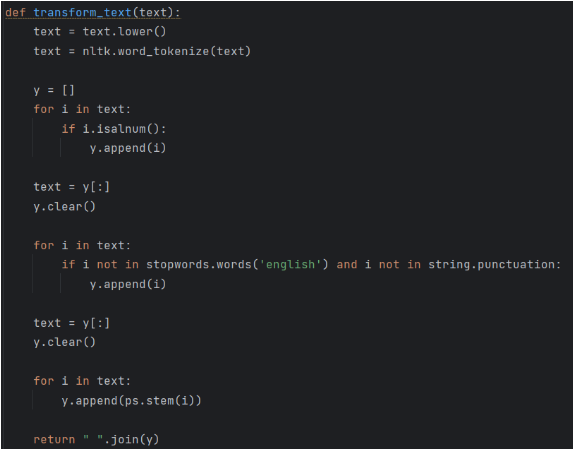 def transform_text(text):
    text = text.lower()
    text = nltk.word_tokenize(text)

    y = []
    for i in text:
        if i.isalnum():
            y.append(i)

    text = y[:]
    y.clear()

    for i in text:
        if i not in stopwords.words('english') and i not in string.punctuation:
            y.append(i)

    text = y[:]
    y.clear()

    for i in text:
        y.append(ps.stem(i))

    return " ".join(y)